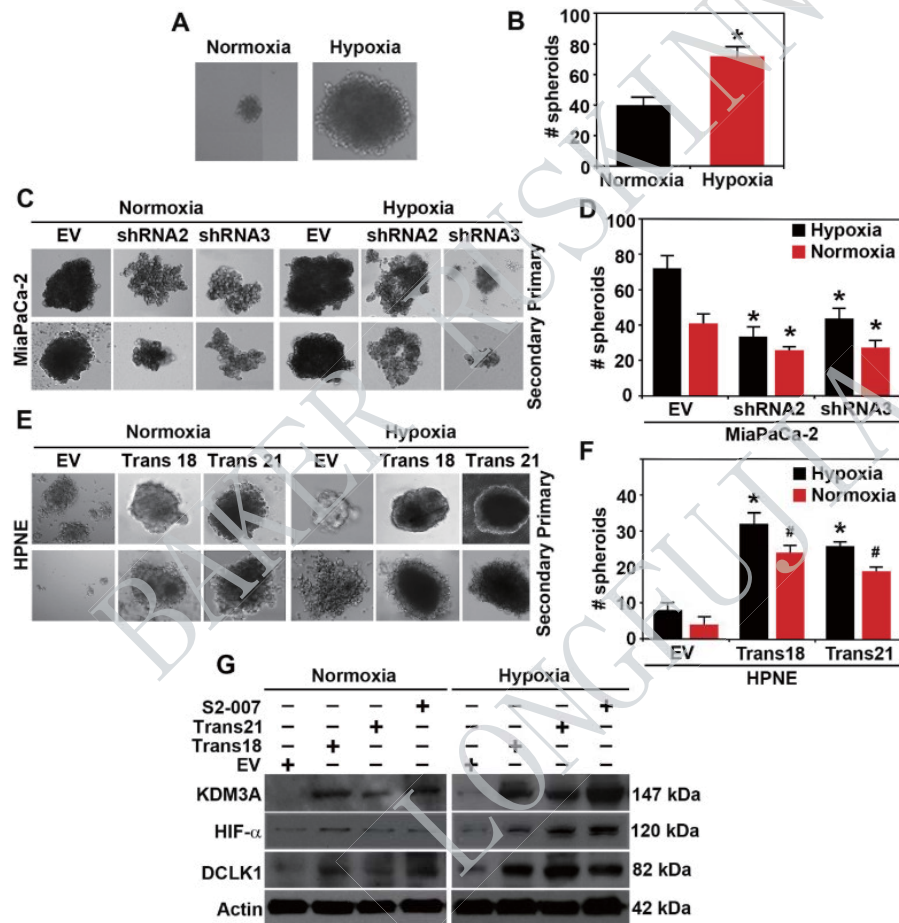 A
Normoxia Hypoxia
B
# spheroids
100
80
60
40
20
0
Normoxia Hypoxia
*
C
Normoxia Hypoxia
EV shRNA2 shRNA3 EV shRNA2 shRNA3
MiaPaCa-2
Secondary Primary
D
# spheroids
100
80
60
40
20
0
Hypoxia
Normoxia
* * * *
EV shRNA2 shRNA3
MiaPaCa-2
E
Normoxia Hypoxia
EV Trans 18 Trans 21 EV Trans 18 Trans 21
HPNE
Secondary Primary
F
# spheroids
40
30
20
10
0
Hypoxia
Normoxia
* # * #
EV Trans18 Trans21
HPNE
G
Normoxia Hypoxia
S2-007 – – – + – – – +
Trans21 – – + – – – + –
Trans18 – + – – – + – –
EV + – – – + – – –
KDM3A 147 kDa
HIF-α 120 kDa
DCLK1 82 kDa
Actin 42 kDa
BAKER RUSKINN
LONGFUJIA